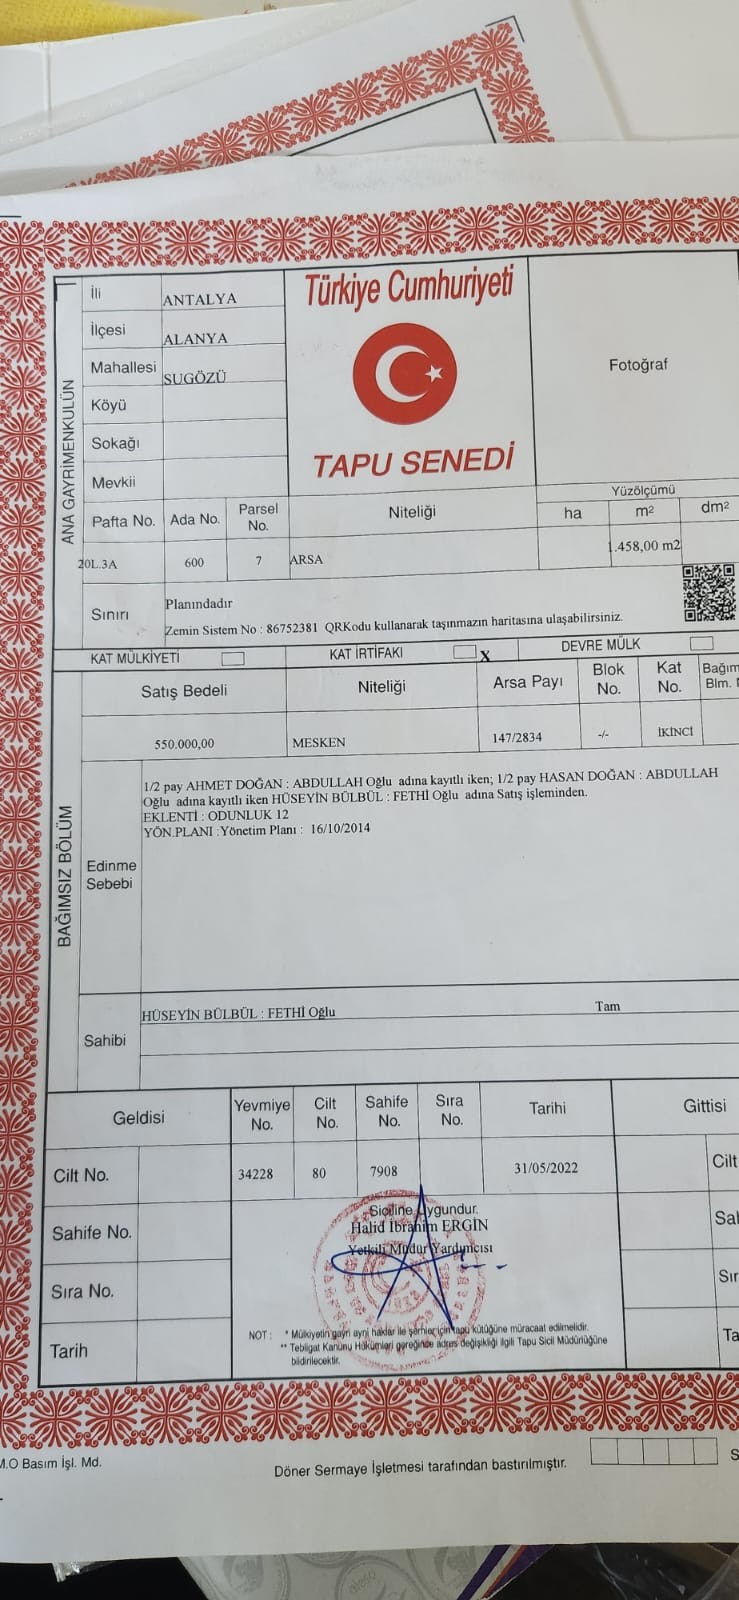 İli ANTALYA
İlçesi ALANYA
Mahallesi SUGÖZÜ
Köyü
Sokağı
Mevkii
ANA GAYRİMENKULÜN
Türkiye Cumhuriyeti
TAPU SENEDİ
Fotoğraf
Pafta No. Ada No. Parsel No. Niteliği Yüzölçümü
ha m² dm²
20L.3A 600 7 ARSA 1.458,00 m2
Sınırı
Planındadır
Zemin Sistem No : 86752381 QRKodu kullanarak taşınmazın haritasına ulaşabilirsiniz.
KAT MÜLKİYETİ KAT İRTİFAKI X DEVRE MÜLK
BAĞIMSIZ BÖLÜM
Satış Bedeli Niteliği Arsa Payı Blok No. Kat No. Bağım
Blm.
550.000,00 MESKEN 147/2834 -/- İKİNCİ
Edinme Sebebi
1/2 pay AHMET DOĞAN : ABDULLAH Oğlu adına kayıtlı iken; 1/2 pay HASAN DOĞAN : ABDULLAH
Oğlu adına kayıtlı iken HÜSEYİN BÜLBÜL : FETHİ Oğlu adına Satış işleminden.
EKLENTİ : ODUNLUK 12
YÖN.PLANI :Yönetim Planı : 16/10/2014
Sahibi
HÜSEYİN BÜLBÜL : FETHİ Oğlu Tam
Geldisi Yevmiye No. Cilt No. Sahife No. Sıra No. Tarihi Gittisi
Cilt No. 34228 80 7908 31/05/2022 Cilt
Sahife No. Sah
Sıra No. Sır
Tarih Ta
Siciline Uygundur.
Halid İbrahim ERGİN
Yetkili Müdür Yardımcısı
NOT : * Mülkiyetin gayri ayni haklar ile şerhler için tapu kütüğüne müracaat edilmelidir.
** Tebligat Kanunu Hükümleri gereğince adres değişikliği ilgili Tapu Sicil Müdürlüğüne
bildirilecektir.
M.O Basım İşl. Md.
Döner Sermaye İşletmesi tarafından bastırılmıştır.
S